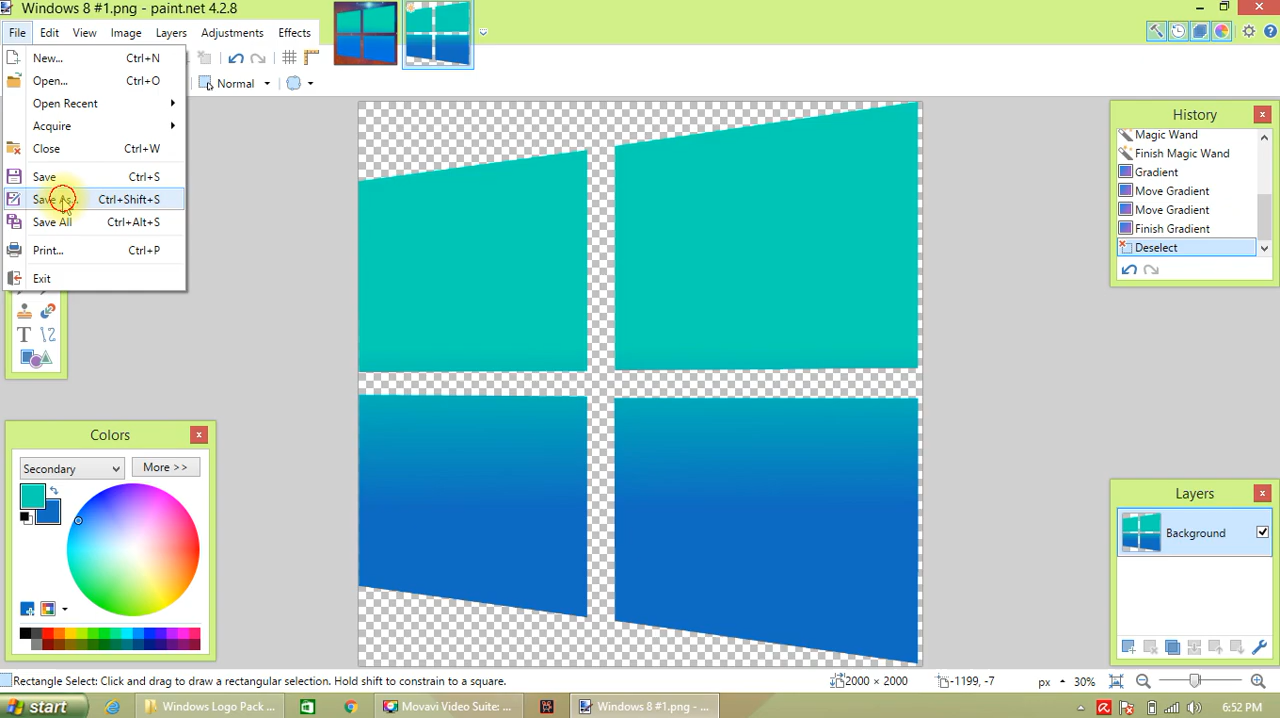 Windows 8 #1.png - paint.net 4.2.8
File Edit View Image Layers Adjustments Effects
Normal
New... Ctrl+N
Open... Ctrl+O
Open Recent
Acquire
Close Ctrl+W
Save Ctrl+S
Save As... Ctrl+Shift+S
Save All Ctrl+Alt+S
Print... Ctrl+P
Exit
History
Magic Wand
Finish Magic Wand
Gradient
Move Gradient
Move Gradient
Finish Gradient
Deselect
Colors
Secondary More >>
Layers
Background
Rectangle Select: Click and drag to draw a rectangular selection. Hold shift to constrain to a square. 2000 × 2000 -1199, -7 px 30%
start Windows Logo Pack ... Movavi Video Suite: ... Windows 8 #1.png - ... 6:52 PM